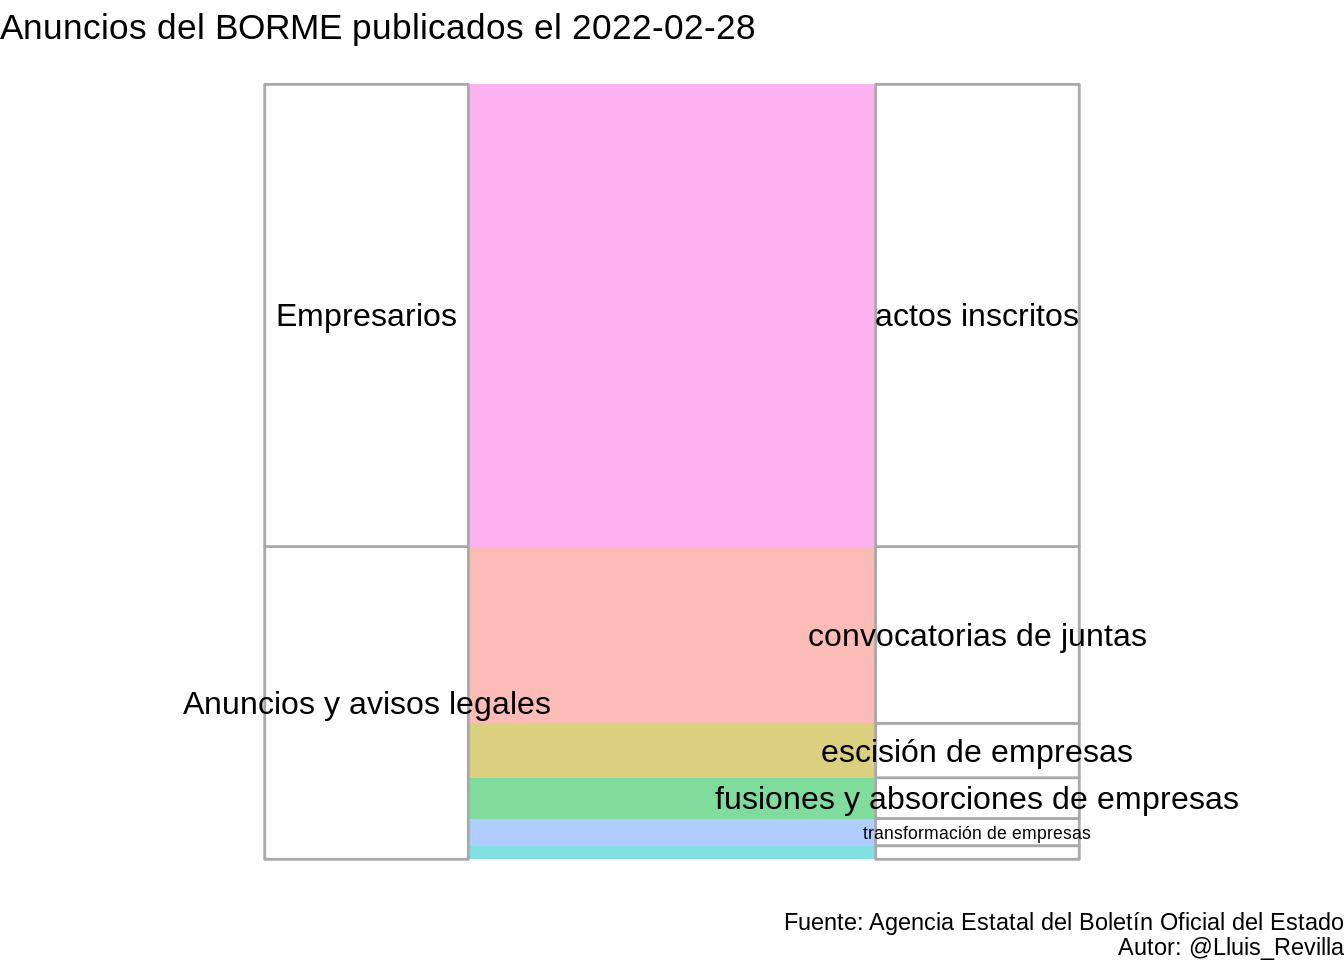 Anuncios del BORME publicados el 2022-02-28
Empresarios
actos inscritos
convocatorias de juntas
Anuncios y avisos legales
escisión de empresas
fusiones y absorciones de empresas
transformación de empresas
Fuente: Agencia Estatal del Boletín Oficial del Estado
Autor: @Lluis_Revilla